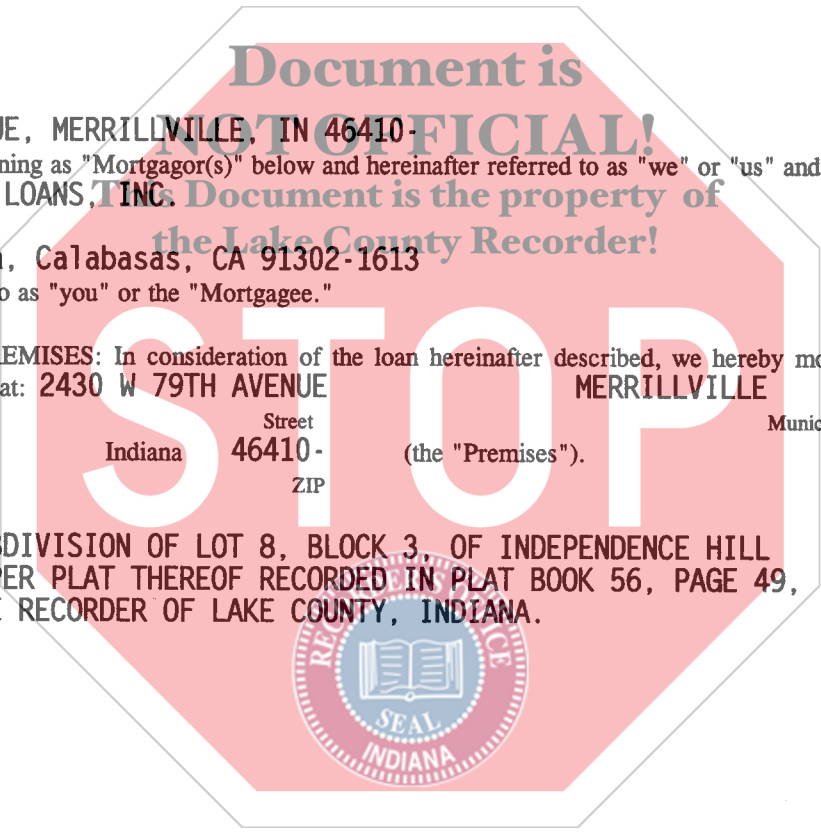 Document is
UE, MERRILLVILLE, IN 46410-
NOT OFFICIAL!
ning as "Mortgagor(s)" below and hereinafter referred to as "we" or "us" and
LOANS, INC.
This Document is the property of
the Lake County Recorder!
, Calabasas, CA 91302-1613
o as "you" or the "Mortgagee."
STOP
EMISES: In consideration of the loan hereinafter described, we hereby mo
at: 2430 W 79TH AVENUE MERRILLVILLE
Street Munic
Indiana 46410- (the "Premises").
ZIP
BDIVISION OF LOT 8, BLOCK 3, OF INDEPENDENCE HILL
PER PLAT THEREOF RECORDED IN PLAT BOOK 56, PAGE 49,
E RECORDER OF LAKE COUNTY, INDIANA.
RECORDER'S OFFICE
SEAL
INDIANA